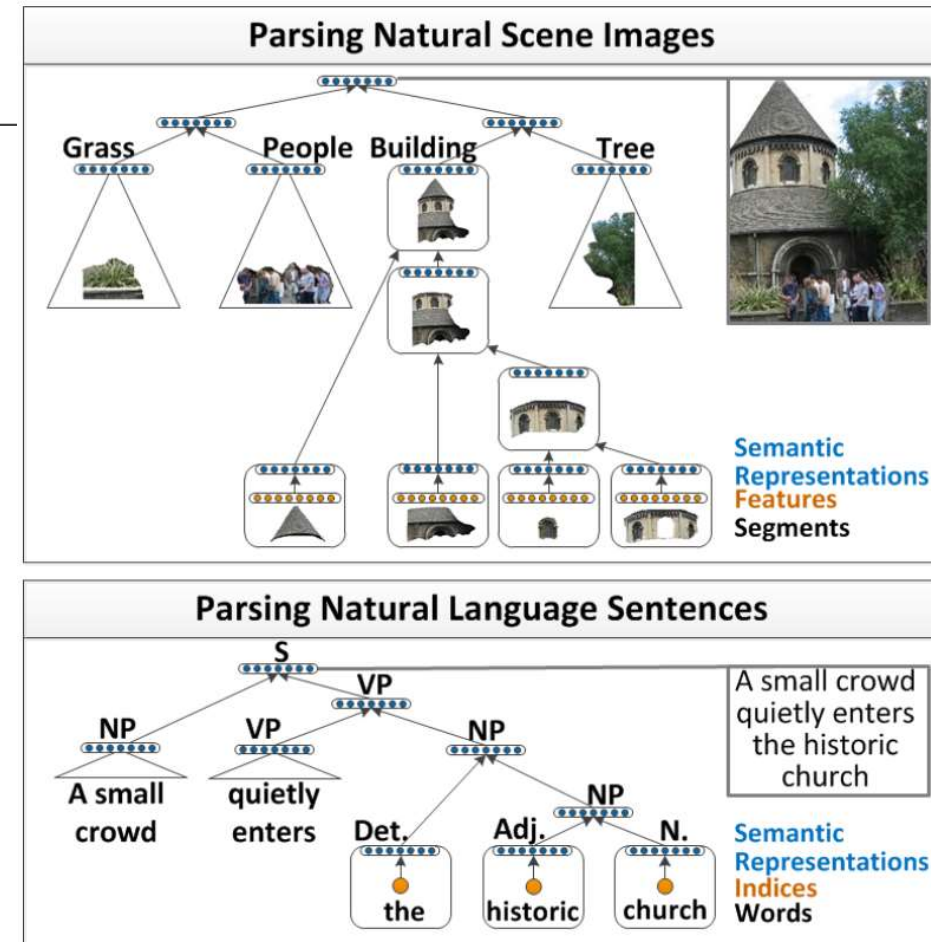 Parsing Natural Scene Images
Grass
People
Building
Tree
Semantic
Representations
Features
Segments
Parsing Natural Language Sentences
S
VP
NP
VP
NP
A small
crowd
quietly
enters
NP
Det.
Adj.
N.
the
historic
church
A small crowd
quietly enters
the historic
church
Semantic
Representations
Indices
Words